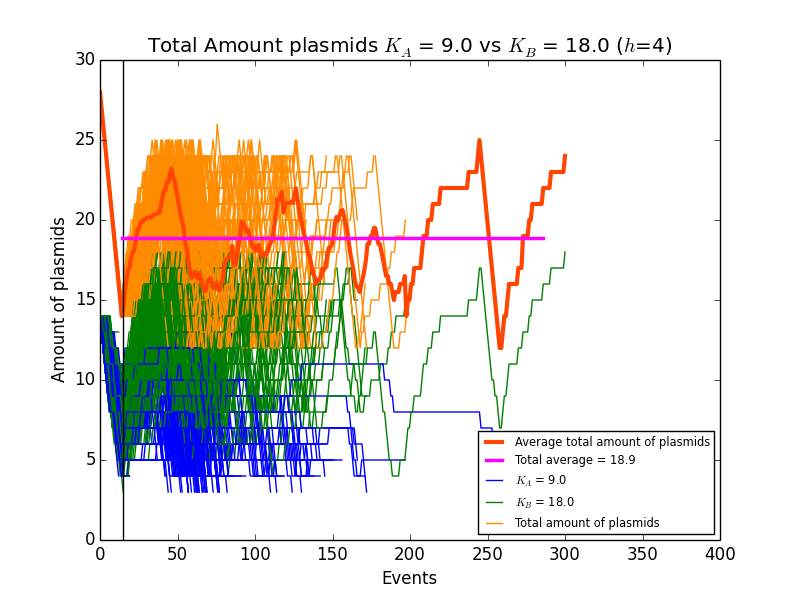 Total Amount plasmids K_A = 9.0 vs K_B = 18.0 (h=4)
Amount of plasmids
30
25
20
15
10
5
0
Average total amount of plasmids
Total average = 18.9
K_A = 9.0
K_B = 18.0
Total amount of plasmids
0 50 100 150 200 250 300 350 400
Events